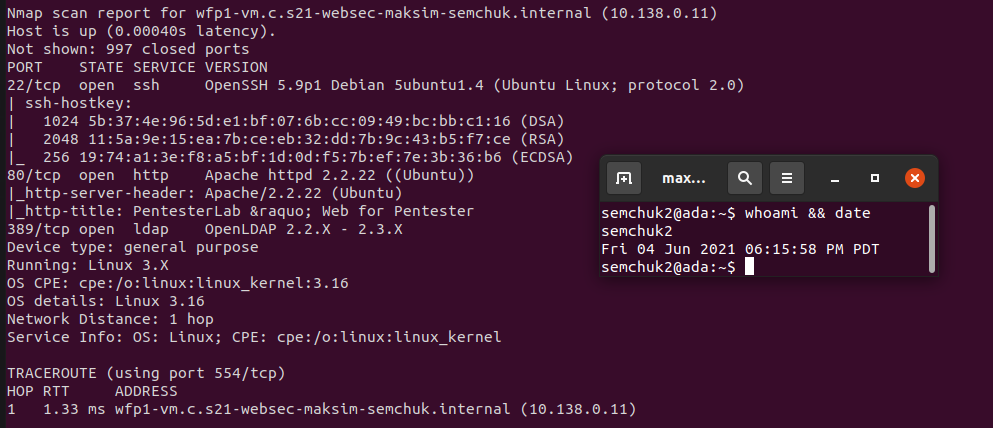 Nmap scan report for wfp1-vm.c.s21-websec-maksim-semchuk.internal (10.138.0.11)
Host is up (0.00040s latency).
Not shown: 997 closed ports
PORT    STATE SERVICE VERSION
22/tcp  open  ssh     OpenSSH 5.9p1 Debian 5ubuntu1.4 (Ubuntu Linux; protocol 2.0)
| ssh-hostkey:
|   1024 5b:37:4e:96:5d:e1:bf:07:6b:cc:09:49:bc:bb:c1:16 (DSA)
|   2048 11:5a:9e:15:ea:7b:ce:eb:32:dd:7b:9c:43:b5:f7:ce (RSA)
|_  256 19:74:a1:3e:f8:a5:bf:1d:0d:f5:7b:ef:7e:3b:36:b6 (ECDSA)
80/tcp  open  http    Apache httpd 2.2.22 ((Ubuntu))
|_http-server-header: Apache/2.2.22 (Ubuntu)
|_http-title: PentesterLab &raquo; Web for Pentester
389/tcp open  ldap    OpenLDAP 2.2.X - 2.3.X
Device type: general purpose
Running: Linux 3.X
OS CPE: cpe:/o:linux:linux_kernel:3.16
OS details: Linux 3.16
Network Distance: 1 hop
Service Info: OS: Linux; CPE: cpe:/o:linux:linux_kernel

TRACEROUTE (using port 554/tcp)
HOP RTT     ADDRESS
1   1.33 ms wfp1-vm.c.s21-websec-maksim-semchuk.internal (10.138.0.11)
max...
semchuk2@ada:~$ whoami && date
semchuk2
Fri 04 Jun 2021 06:15:58 PM PDT
semchuk2@ada:~$